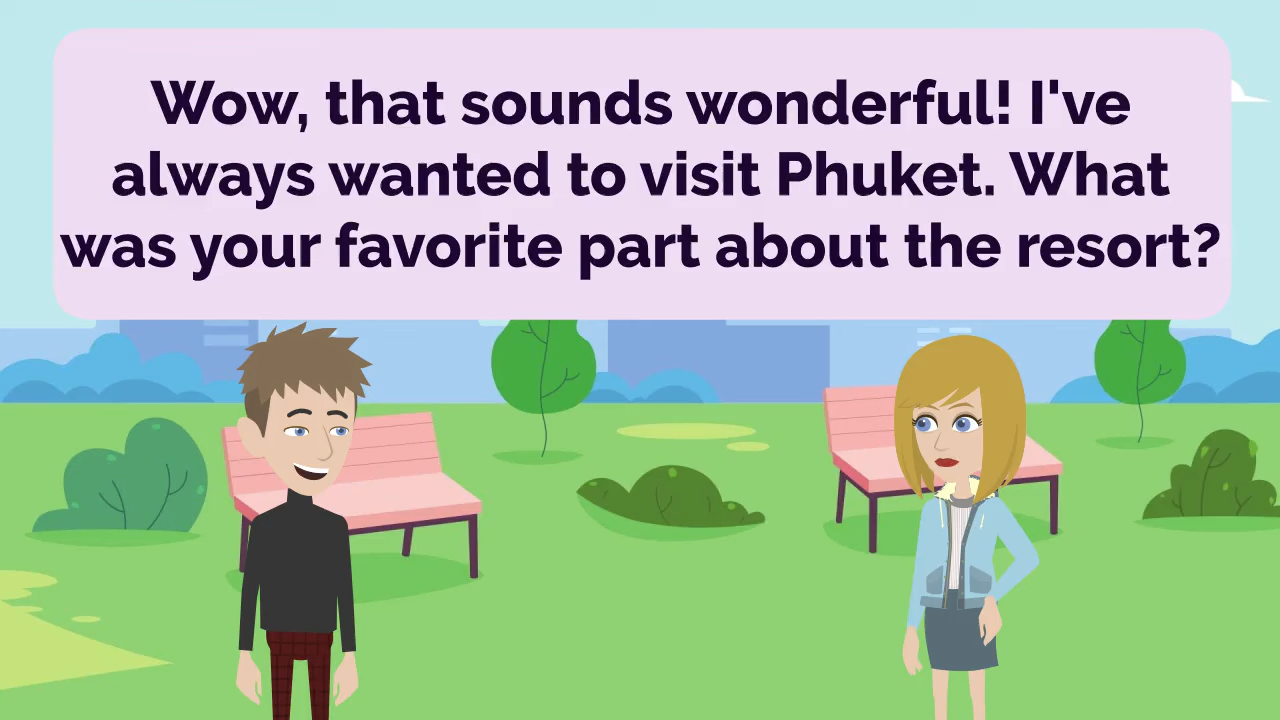 Wow, that sounds wonderful! I've
always wanted to visit Phuket. What
was your favorite part about the resort?